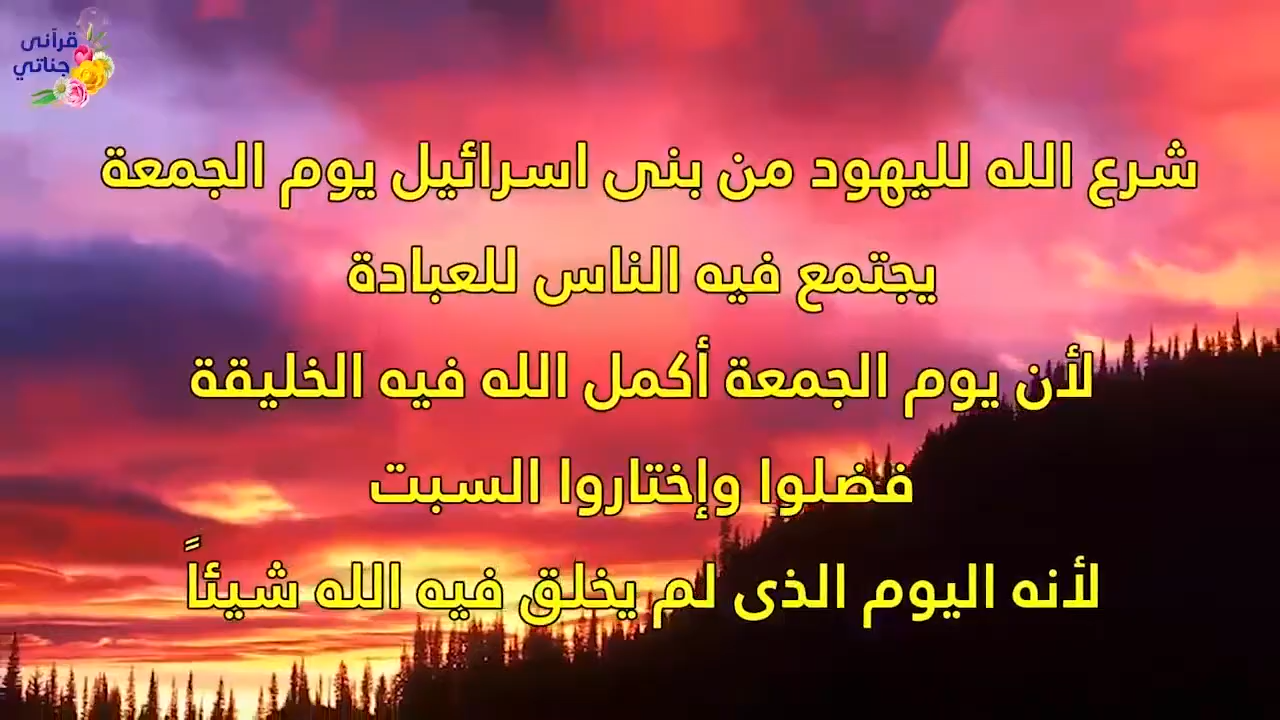 قرآنى
جناتي
شرع الله لليهود من بنى اسرائيل يوم الجمعة
يجتمع فيه الناس للعبادة
لأن يوم الجمعة أكمل الله فيه الخليقة
فضلوا وإختاروا السبت
لأنه اليوم الذى لم يخلق فيه الله شيئاً